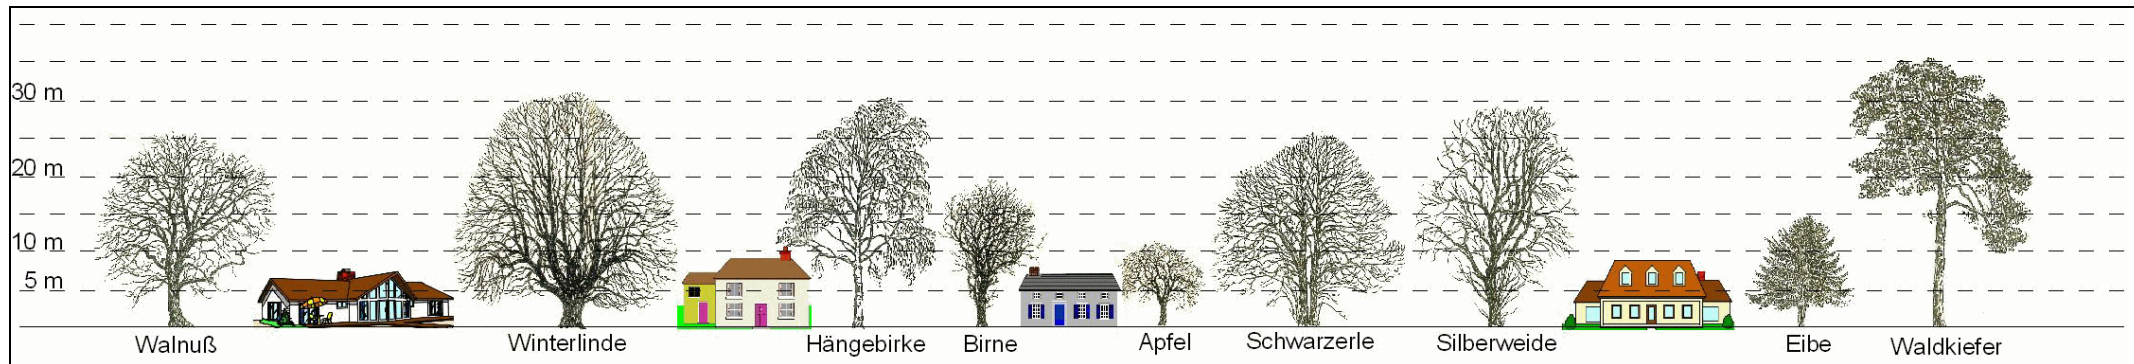 30 m
20 m
10 m
5 m
Walnuß Winterlinde Hängebirke Birne Apfel Schwarzerle Silberweide Eibe Waldkiefer